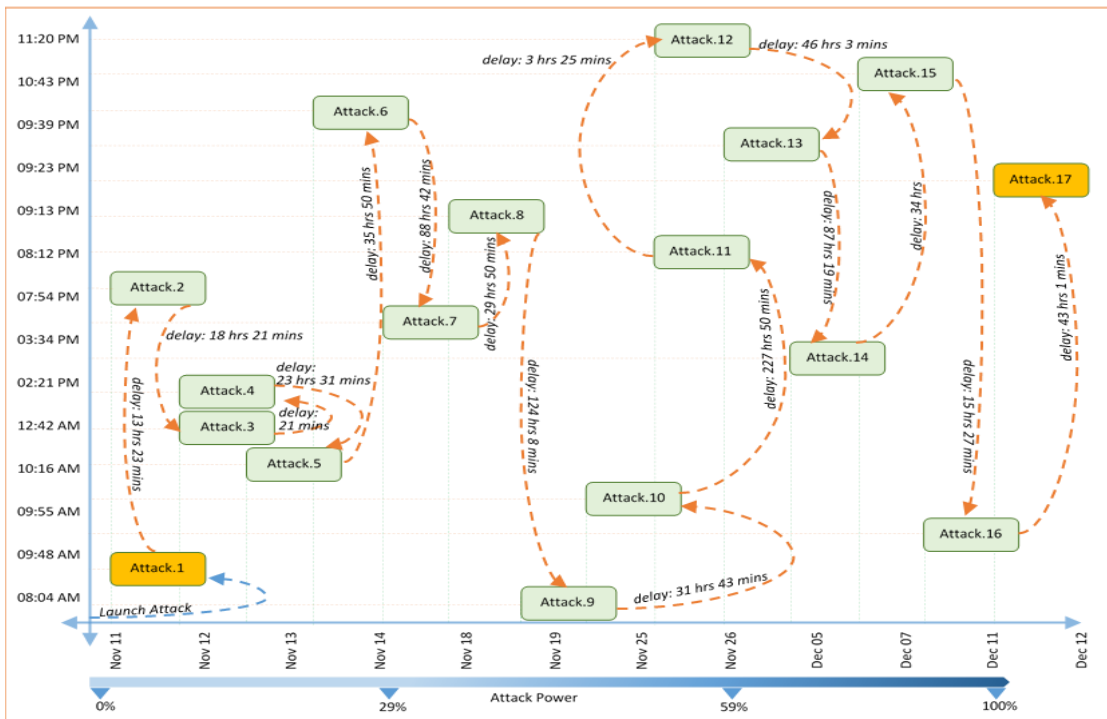 11:20 PM
10:43 PM
09:39 PM
09:23 PM
09:13 PM
08:12 PM
07:54 PM
03:34 PM
02:21 PM
12:42 PM
10:16 AM
09:55 AM
09:48 AM
08:04 AM
Launch Attack
Attack.1
delay: 13 hrs 23 mins
Attack.2
delay: 18 hrs 21 mins
Attack.3
delay:
21 mins
Attack.4
delay:
23 hrs 31 mins
Attack.5
delay: 35 hrs 50 mins
Attack.6
delay: 88 hrs 42 mins
Attack.7
delay: 29 hrs 50 mins
Attack.8
delay: 124 hrs 8 mins
Attack.9
delay: 31 hrs 43 mins
Attack.10
delay: 227 hrs 50 mins
Attack.11
delay: 3 hrs 25 mins
Attack.12
delay: 46 hrs 3 mins
Attack.13
delay: 87 hrs 19 mins
Attack.14
delay: 34 hrs
Attack.15
delay: 15 hrs 27 mins
Attack.16
delay: 43 hrs 1 mins
Attack.17
Nov 11
Nov 12
Nov 13
Nov 14
Nov 18
Nov 19
Nov 25
Nov 26
Dec 05
Dec 07
Dec 11
Dec 12
Attack Power
0%
29%
59%
100%